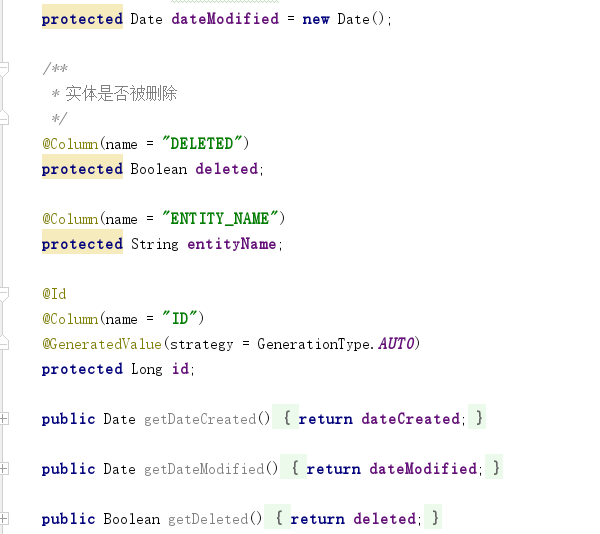 protected Date dateModified = new Date();
/**
* 实体是否被删除
*/
@Column(name = "DELETED")
protected Boolean deleted;
@Column(name = "ENTITY_NAME")
protected String entityName;
@Id
@Column(name = "ID")
@GeneratedValue(strategy = GenerationType.AUTO)
protected Long id;
public Date getDateCreated() { return dateCreated; }
public Date getDateModified() { return dateModified; }
public Boolean getDeleted() { return deleted; }